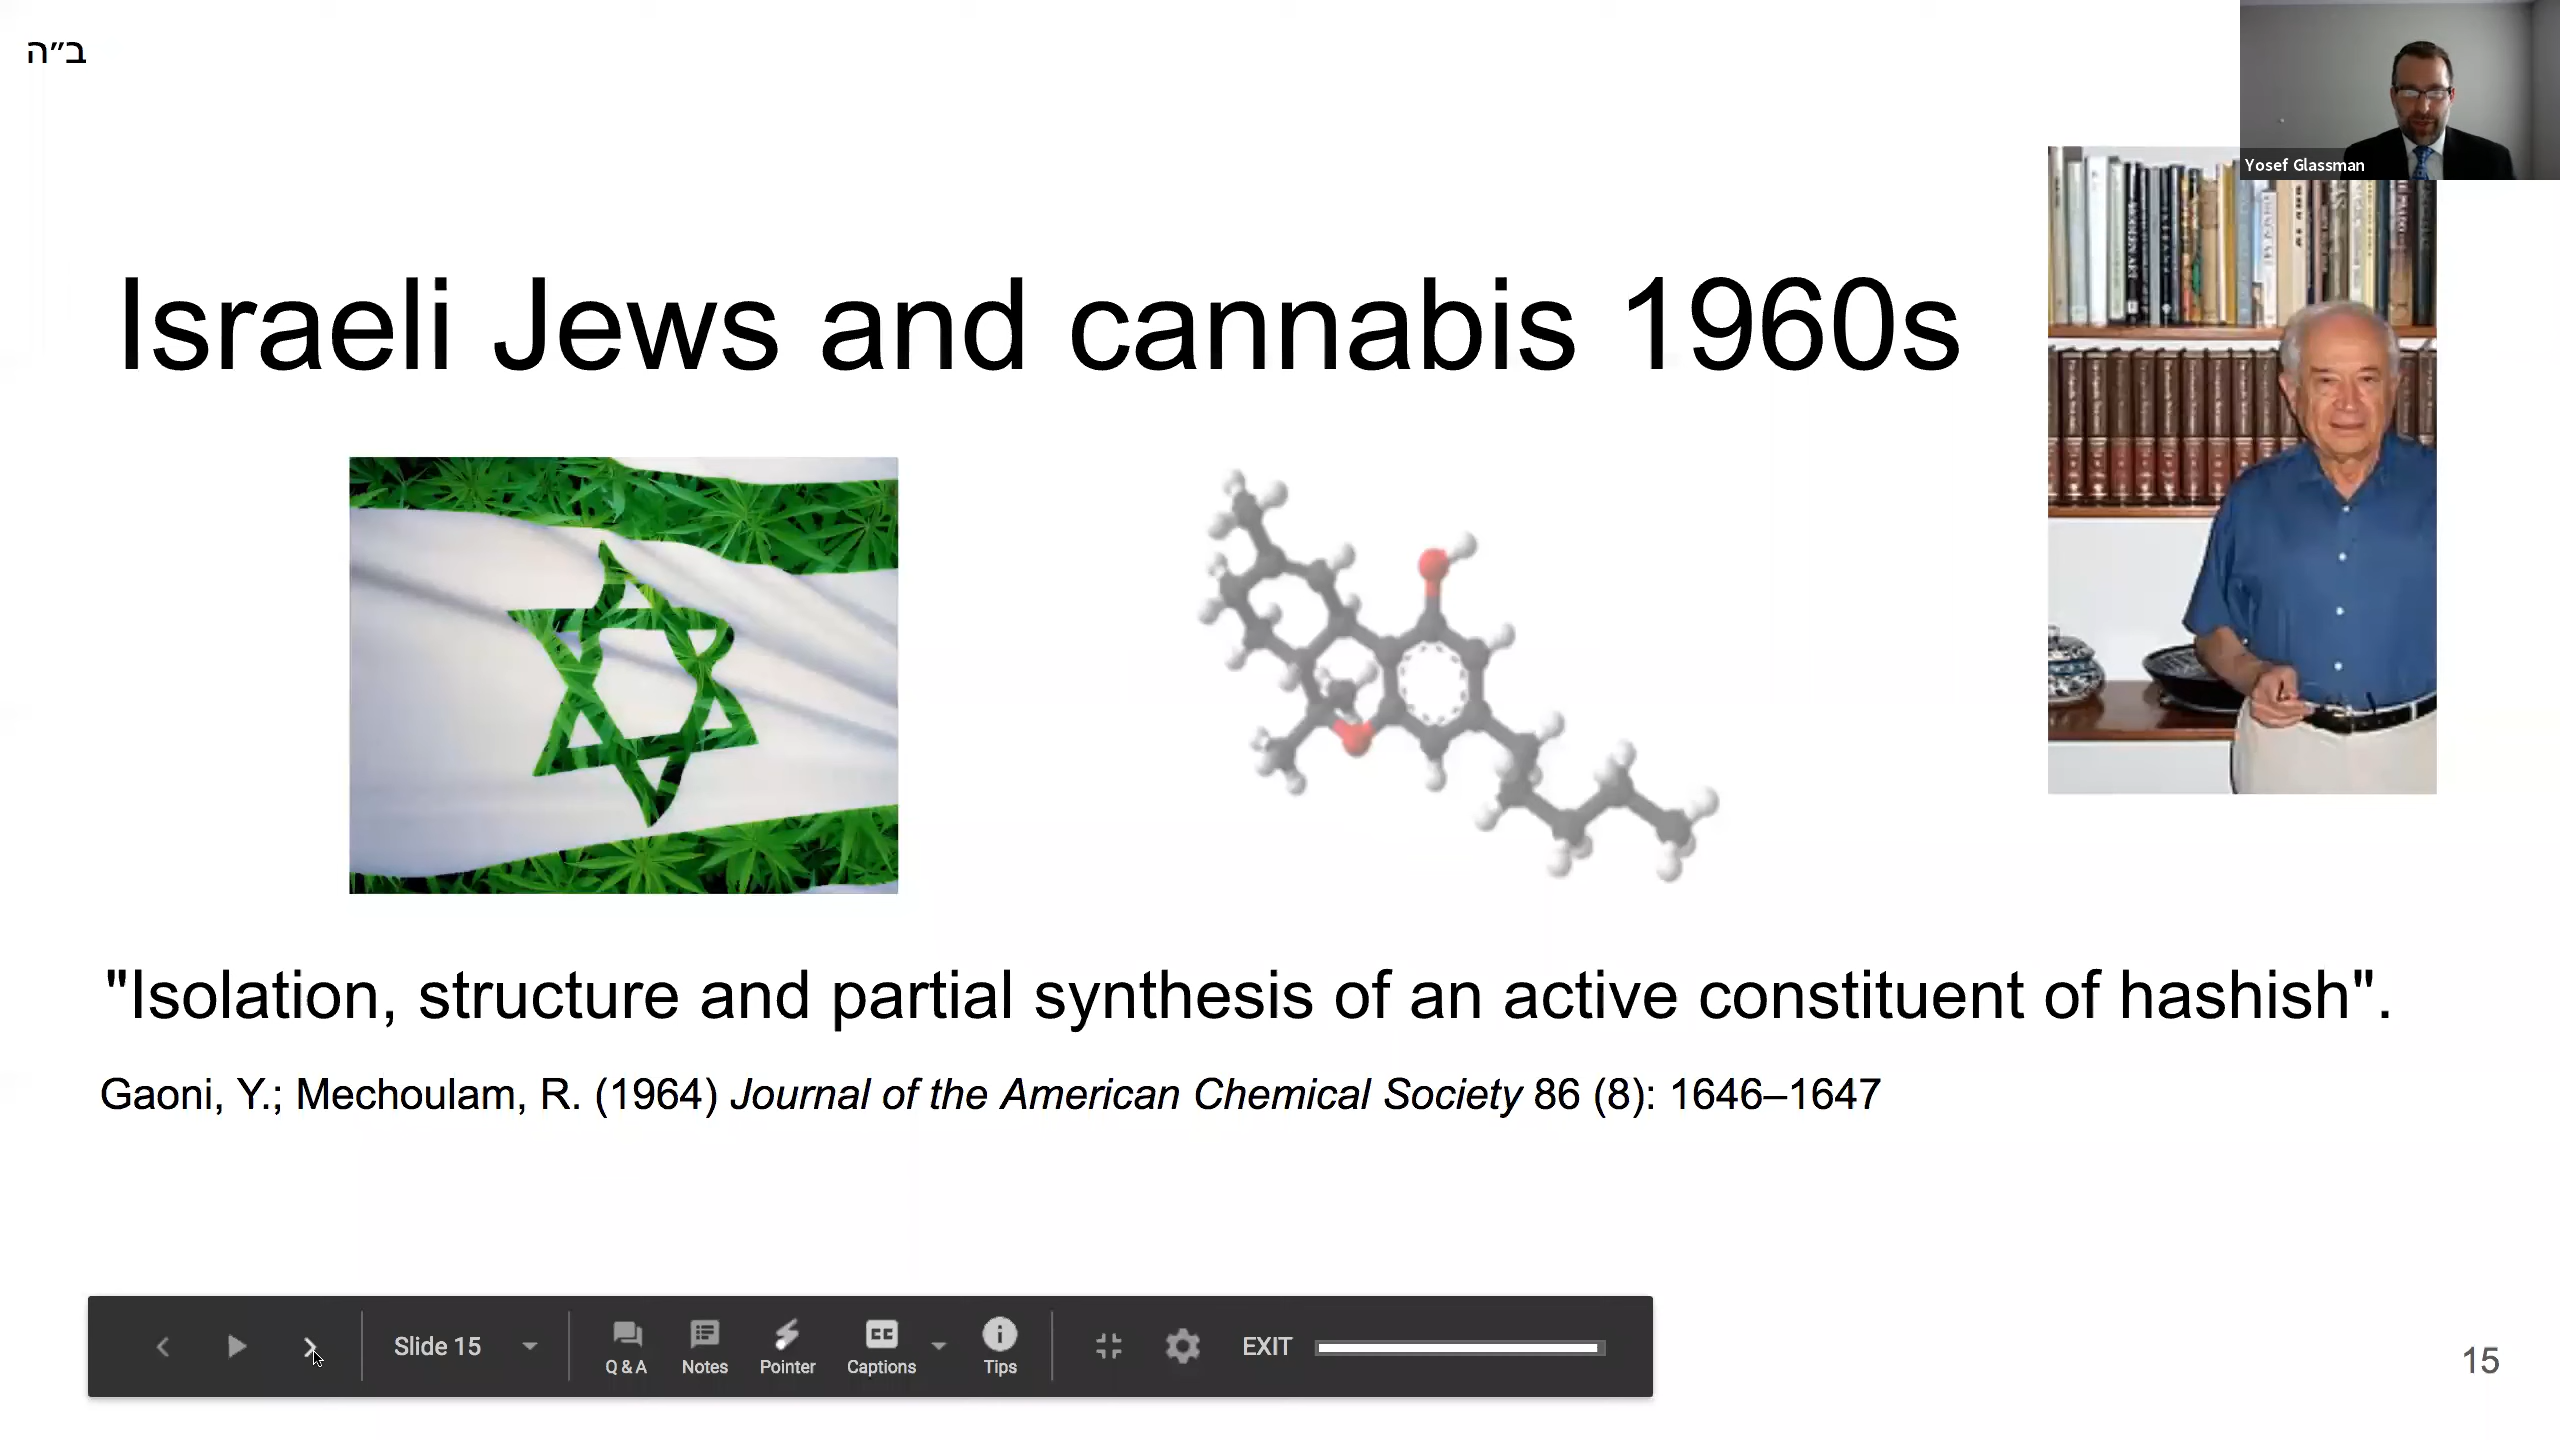 ב״ה
Yosef Glassman
Israeli Jews and cannabis 1960s
"Isolation, structure and partial synthesis of an active constituent of hashish".
Gaoni, Y.; Mechoulam, R. (1964) Journal of the American Chemical Society 86 (8): 1646–1647
Slide 15
Q & A
Notes
Pointer
CC
Captions
Tips
EXIT
15